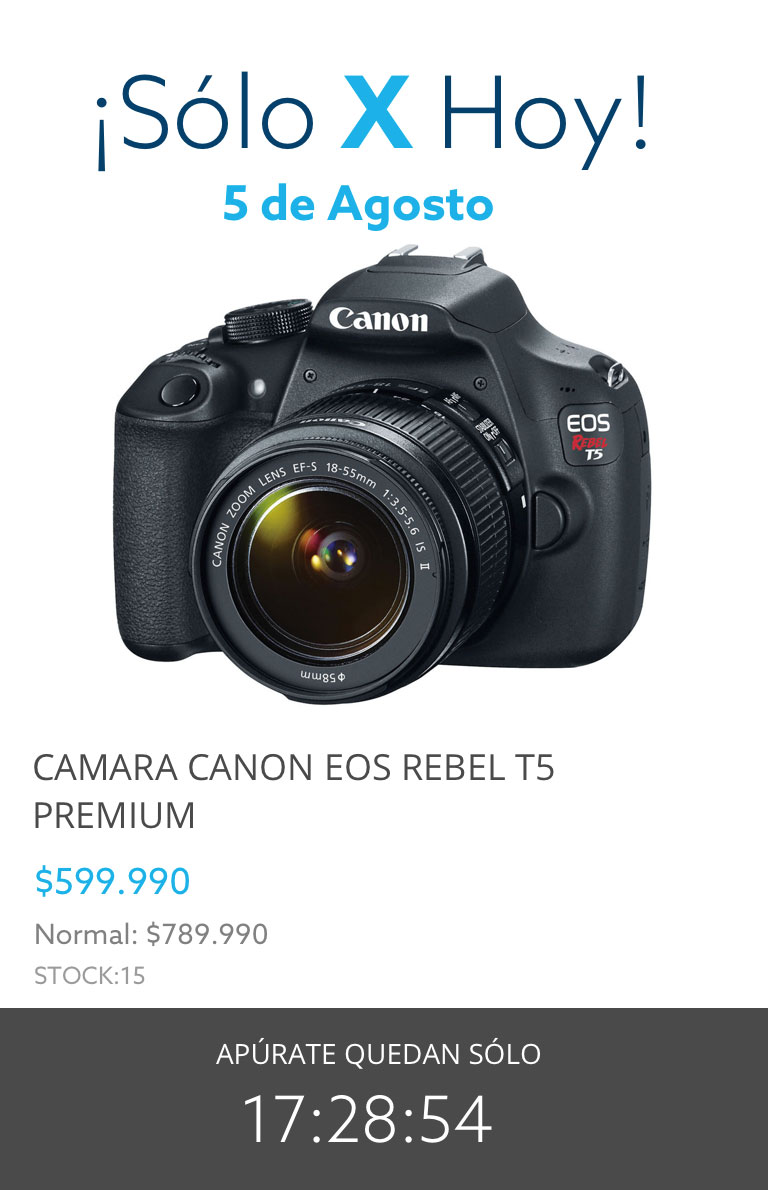 ¡Sólo X Hoy!
5 de Agosto
Canon
EOS
REBEL
T5
CANON ZOOM LENS EF-S 18-55mm 1:3.5-5.6 IS II
Φ58mm
CAMARA CANON EOS REBEL T5
PREMIUM
$599.990
Normal: $789.990
STOCK:15
APÚRATE QUEDAN SÓLO
17:28:54